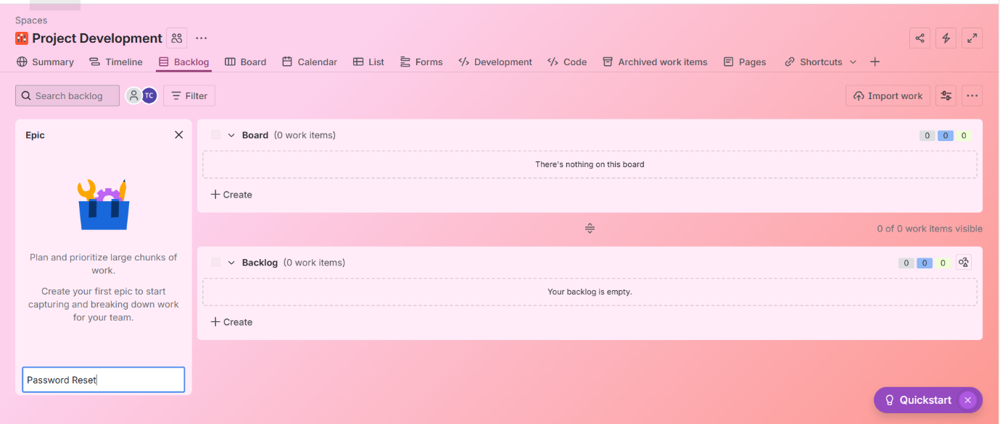 Spaces
Project Development
Summary Timeline Backlog Board Calendar List Forms Development Code Archived work items Pages Shortcuts
Search backlog TC Filter Import work
Epic
Plan and prioritize large chunks of
work.
Create your first epic to start
capturing and breaking down work
for your team.
Password Reset
Board (0 work items) 0 0 0
There's nothing on this board
Create
0 of 0 work items visible
Backlog (0 work items) 0 0 0
Your backlog is empty.
Create
Quickstart